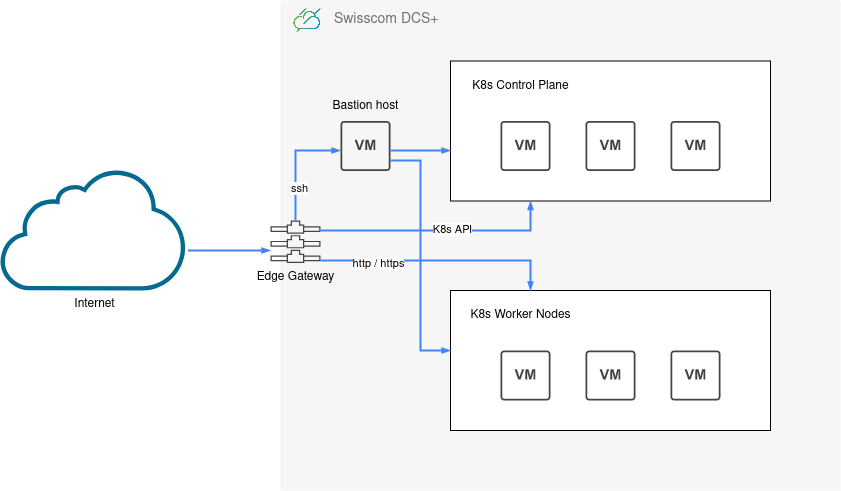 Swisscom DCS+
K8s Control Plane
Bastion host
VM
VM
VM
VM
ssh
K8s API
http / https
Edge Gateway
Internet
K8s Worker Nodes
VM
VM
VM